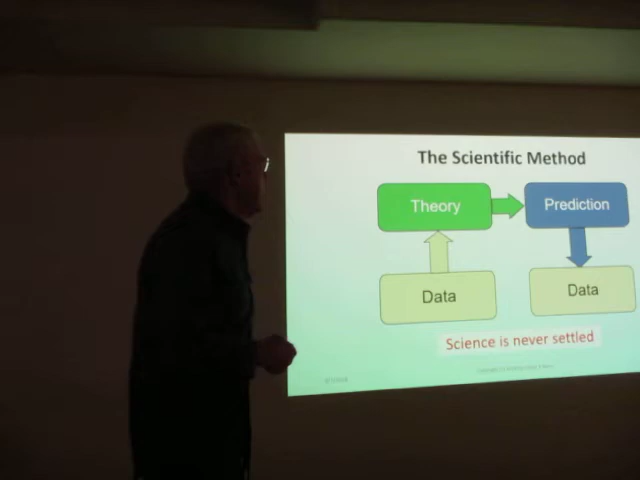 The Scientific Method
Theory
Prediction
Data
Data
Science is never settled